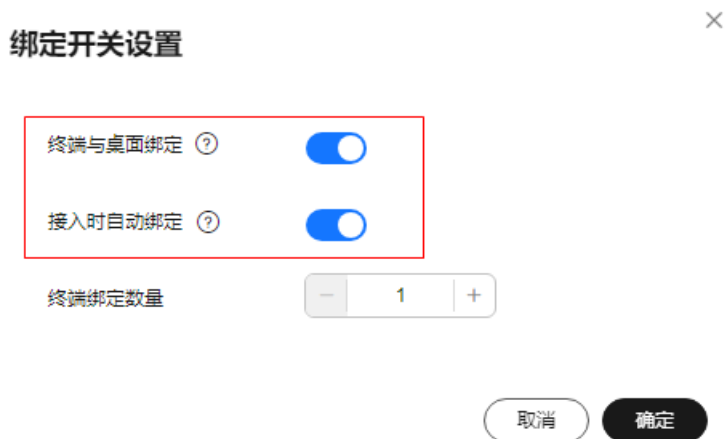 绑定开关设置
终端与桌面绑定 ?
接入时自动绑定 ?
终端绑定数量 − 1 +
取消 确定